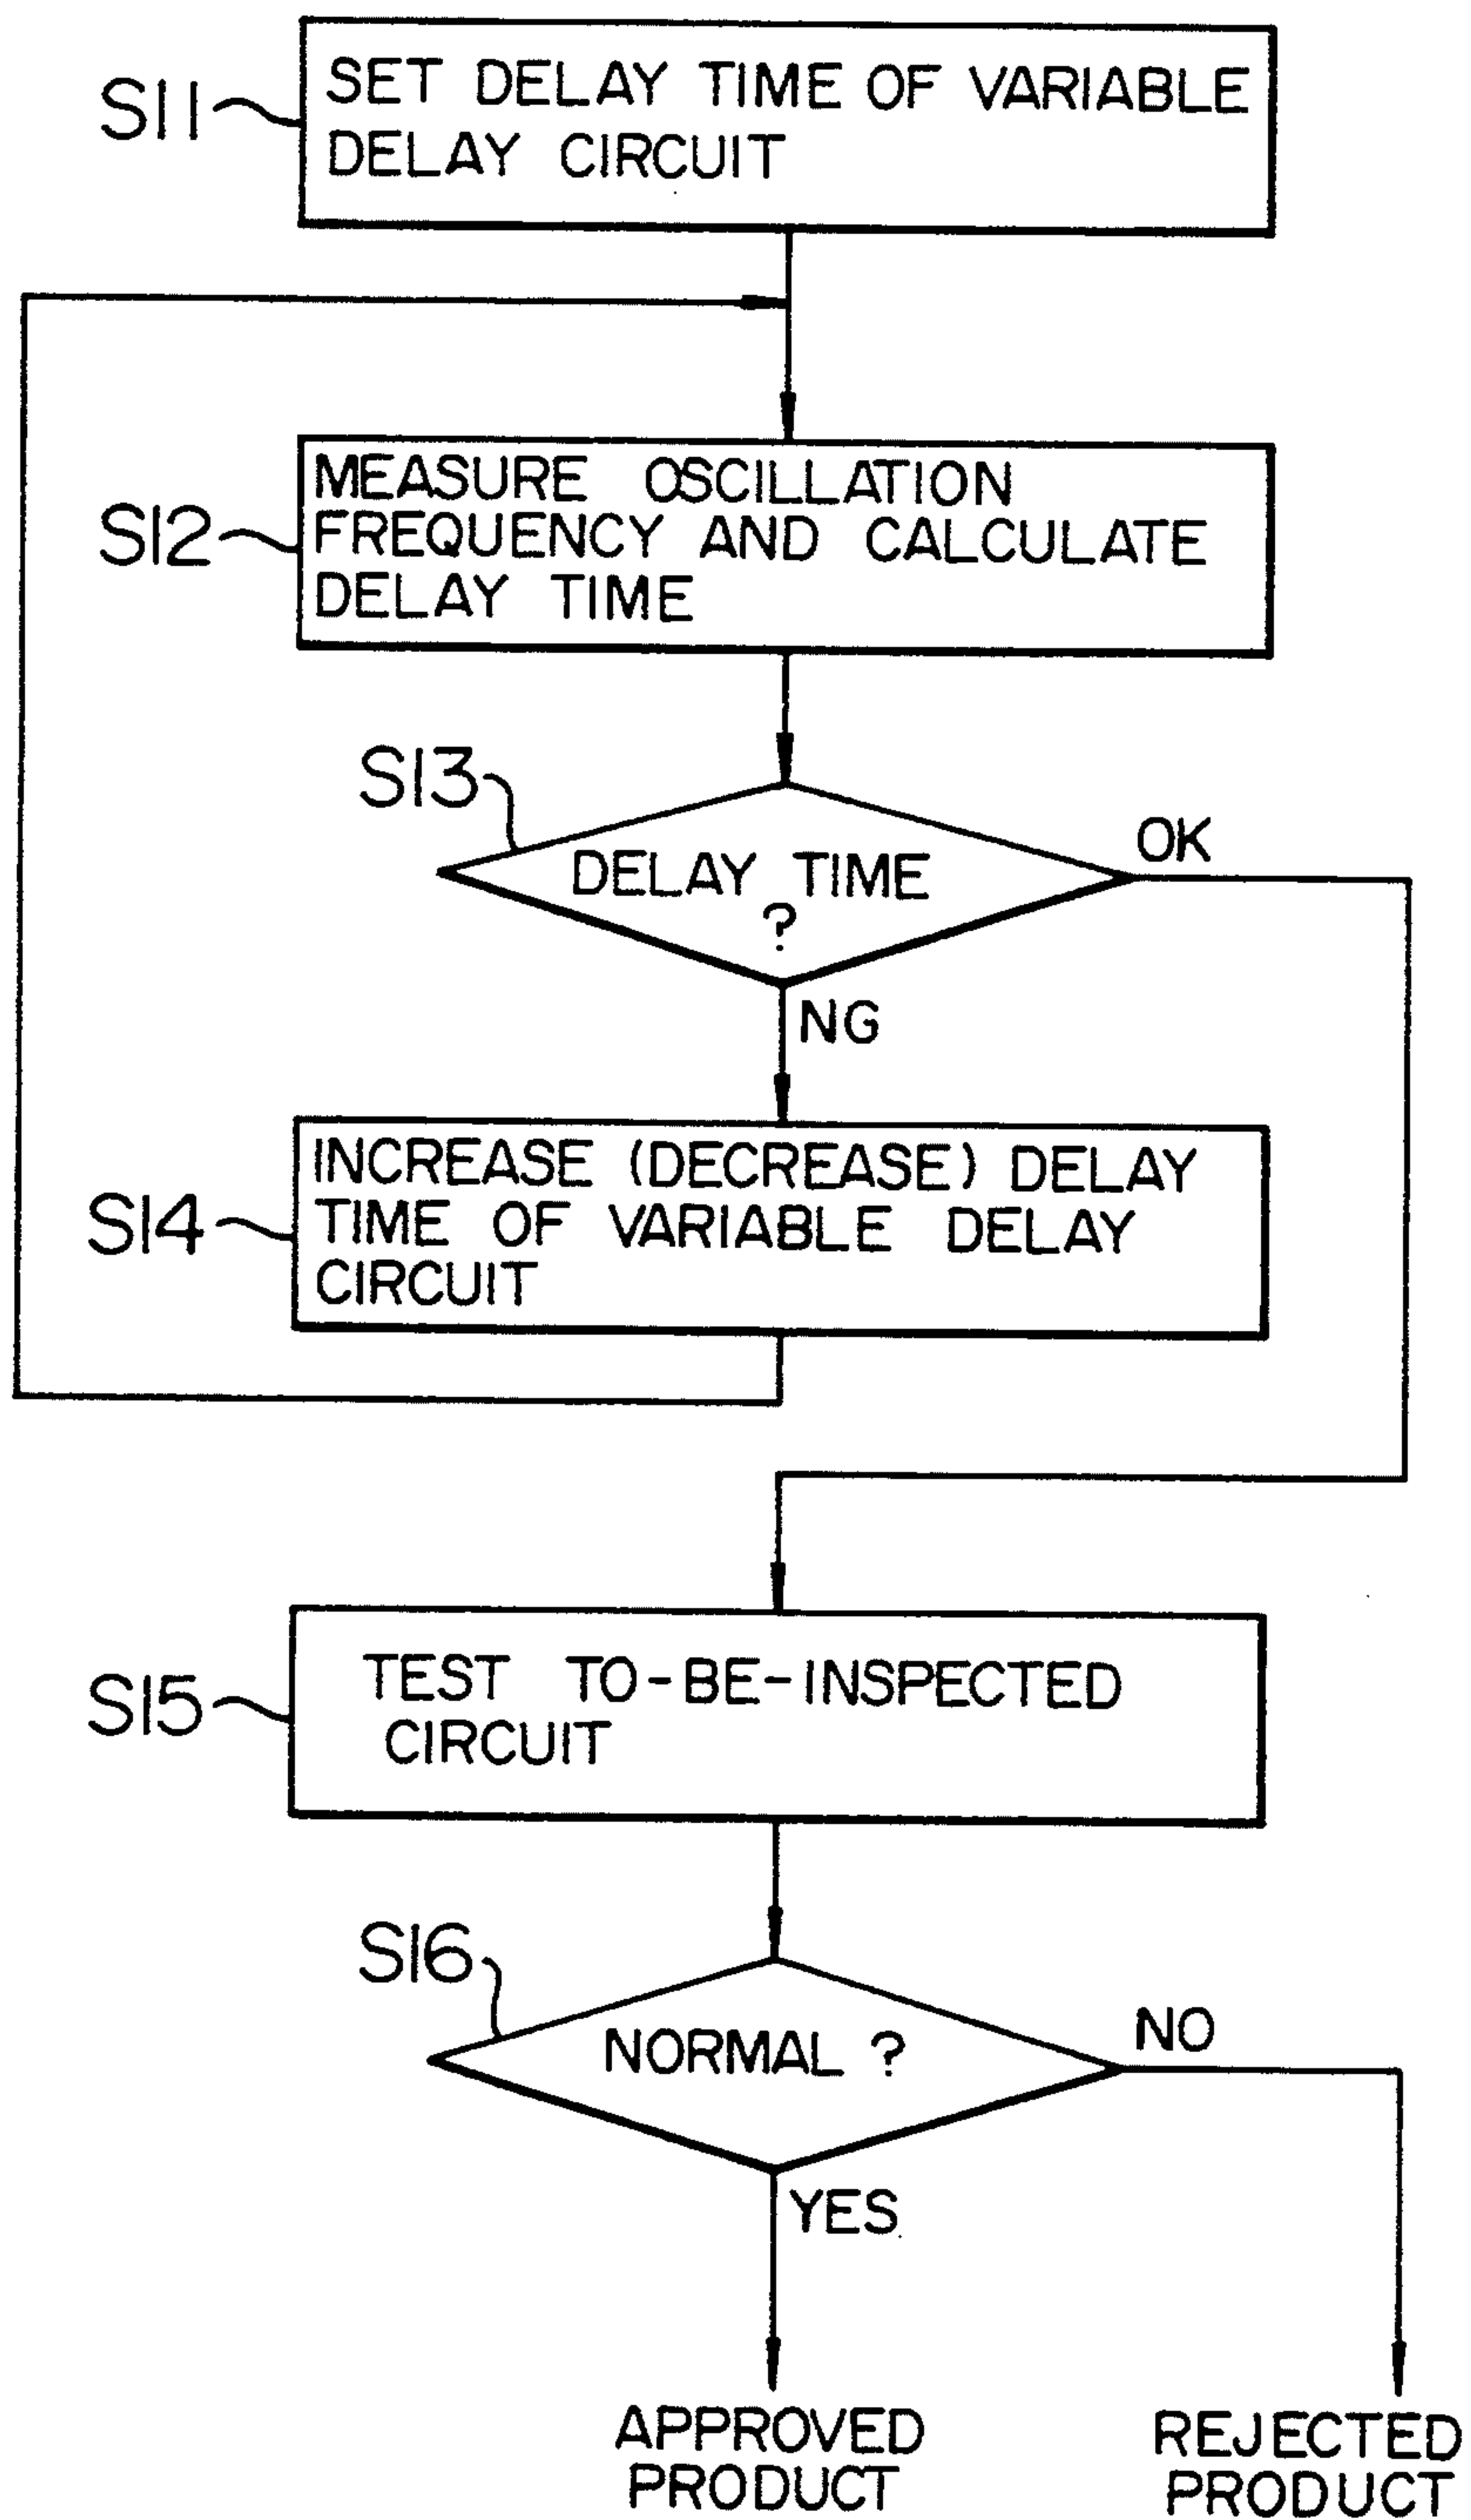 S11
SET DELAY TIME OF VARIABLE
DELAY CIRCUIT
S12
MEASURE OSCILLATION
FREQUENCY AND CALCULATE
DELAY TIME
S13
DELAY TIME
?
OK
NG
S14
INCREASE (DECREASE) DELAY
TIME OF VARIABLE DELAY
CIRCUIT
S15
TEST TO-BE-INSPECTED
CIRCUIT
S16
NORMAL ?
NO
YES
APPROVED
PRODUCT
REJECTED
PRODUCT